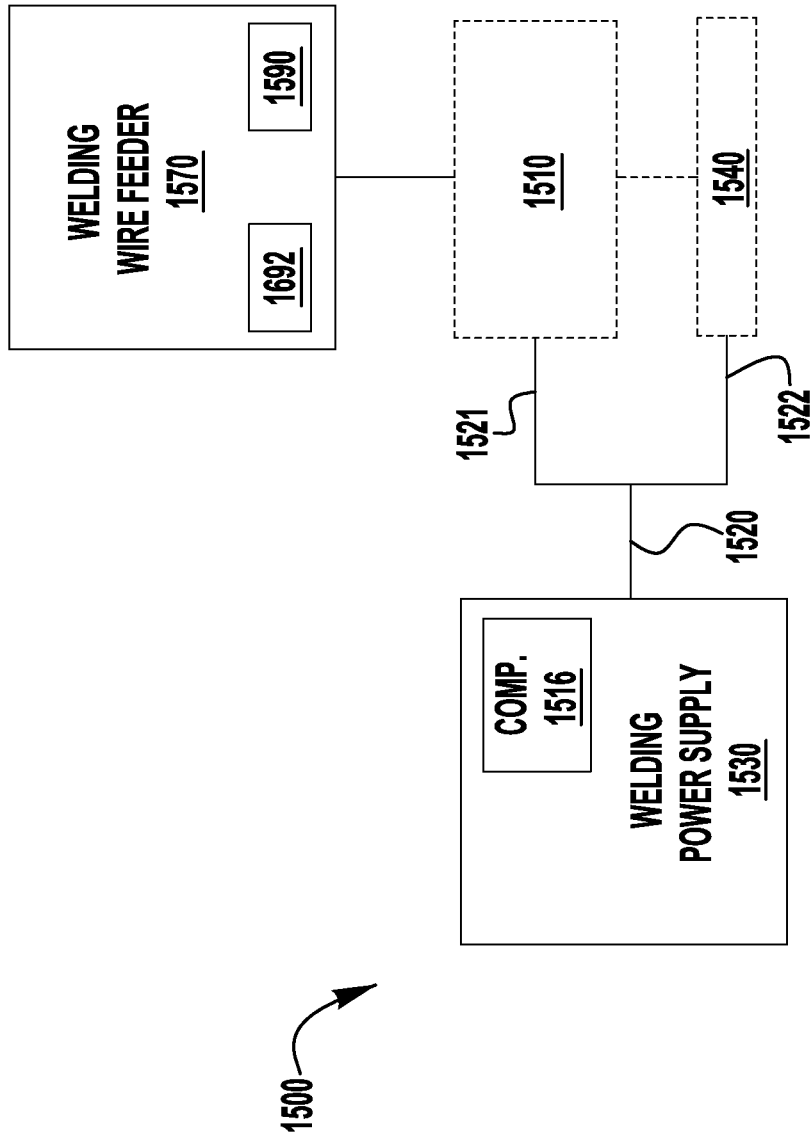 1500
COMP.
1516
WELDING
POWER SUPPLY
1530
1520
1521
1522
WELDING
WIRE FEEDER
1570
1692
1590
1510
1540